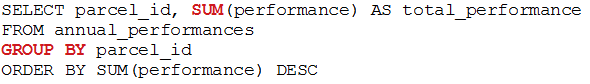 SELECT parcel_id, SUM(performance) AS total_performance
FROM annual_performances
GROUP BY parcel_id
ORDER BY SUM(performance) DESC